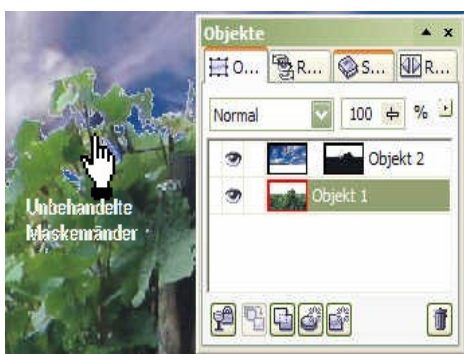 Objekte
O... R... S... R...
Normal 100 %
Objekt 2
Objekt 1
Unbehandelte
Maskenränder